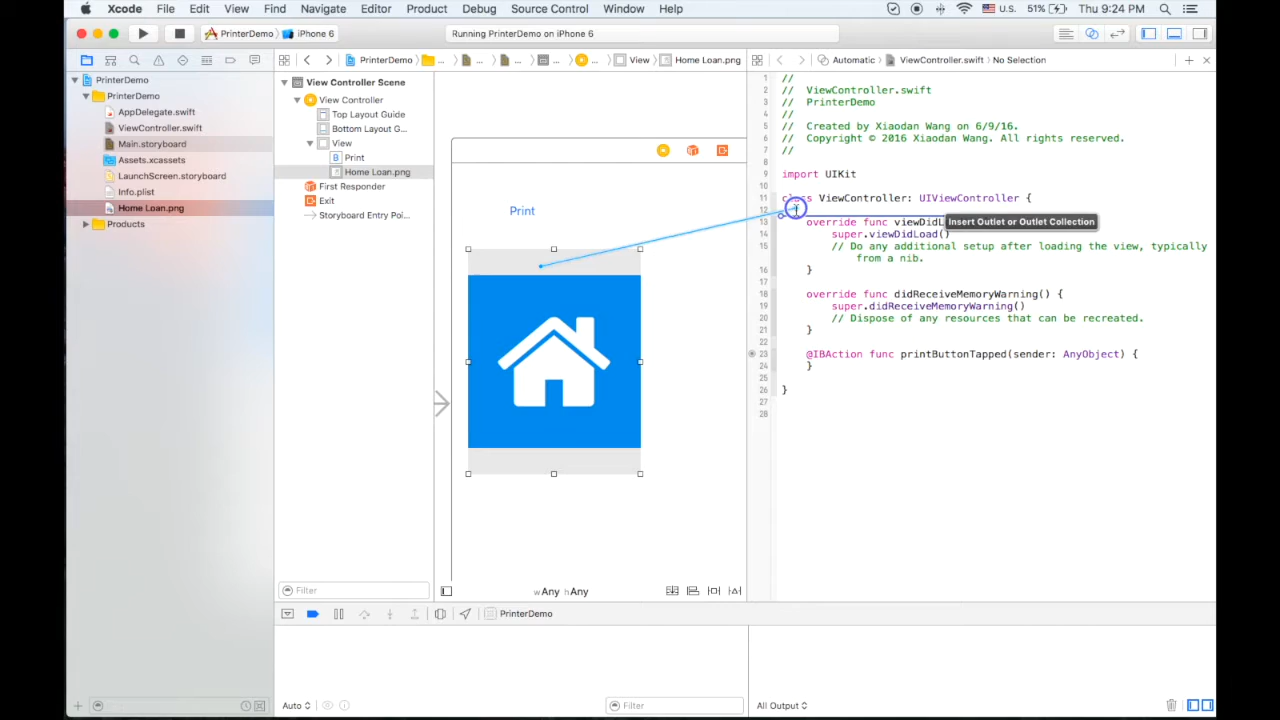 Xcode File Edit View Find Navigate Editor Product Debug Source Control Window Help U.S. 51% Thu 9:24 PM
PrinterDemo iPhone 6 Running PrinterDemo on iPhone 6
PrinterDemo ... ... ... ... View Home Loan.png
Automatic ViewController.swift No Selection
PrinterDemo
PrinterDemo
AppDelegate.swift
ViewController.swift
Main.storyboard
Assets.xcassets
LaunchScreen.storyboard
Info.plist
Home Loan.png
Products
View Controller Scene
View Controller
Top Layout Guide
Bottom Layout G...
View
B Print
Home Loan.png
First Responder
Exit
Storyboard Entry Poi...
Filter
Print
wAny hAny
1 //
2 // ViewController.swift
3 // PrinterDemo
4 //
5 // Created by Xiaodan Wang on 6/9/16.
6 // Copyright © 2016 Xiaodan Wang. All rights reserved.
7 //
8
9 import UIKit
10
11 class ViewController: UIViewController {
12
Insert Outlet or Outlet Collection
13 override func viewDidL
14 super.viewDidLoad()
15 // Do any additional setup after loading the view, typically
from a nib.
16 }
17
18 override func didReceiveMemoryWarning() {
19 super.didReceiveMemoryWarning()
20 // Dispose of any resources that can be recreated.
21 }
22
23 @IBAction func printButtonTapped(sender: AnyObject) {
24 }
25
26 }
27
28
PrinterDemo
Auto
Filter
All Output